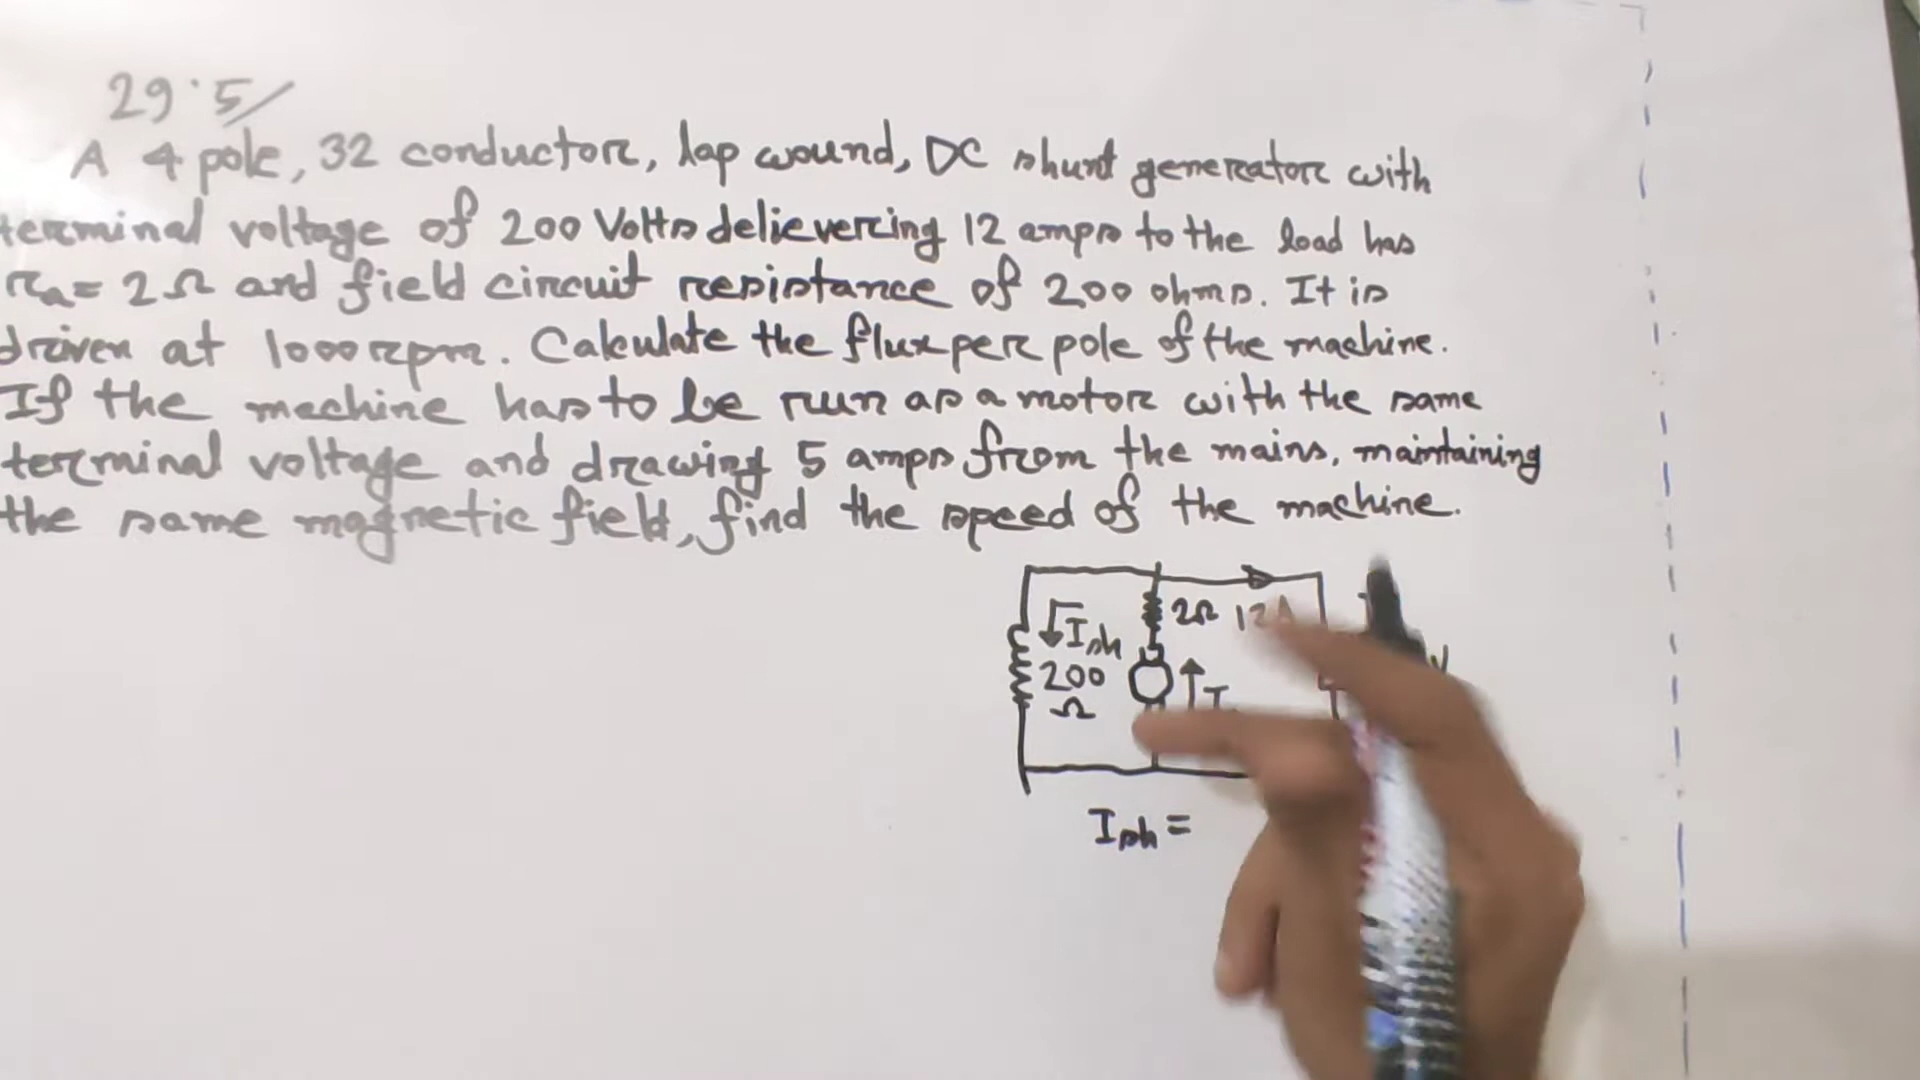 29.5/
A 4 pole, 32 conductor, lap wound, DC shunt generator with
terminal voltage of 200 Volts delievering 12 amps to the load has
ra = 2Ω and field circuit resistance of 200 ohms. It is
driven at 1000 rpm. Calculate the flux per pole of the machine.
If the machine has to be run as a motor with the same
terminal voltage and drawing 5 amps from the mains, maintaining
the same magnetic field, find the speed of the machine.
2Ω 12A
Ish
200
Ω
Ish =